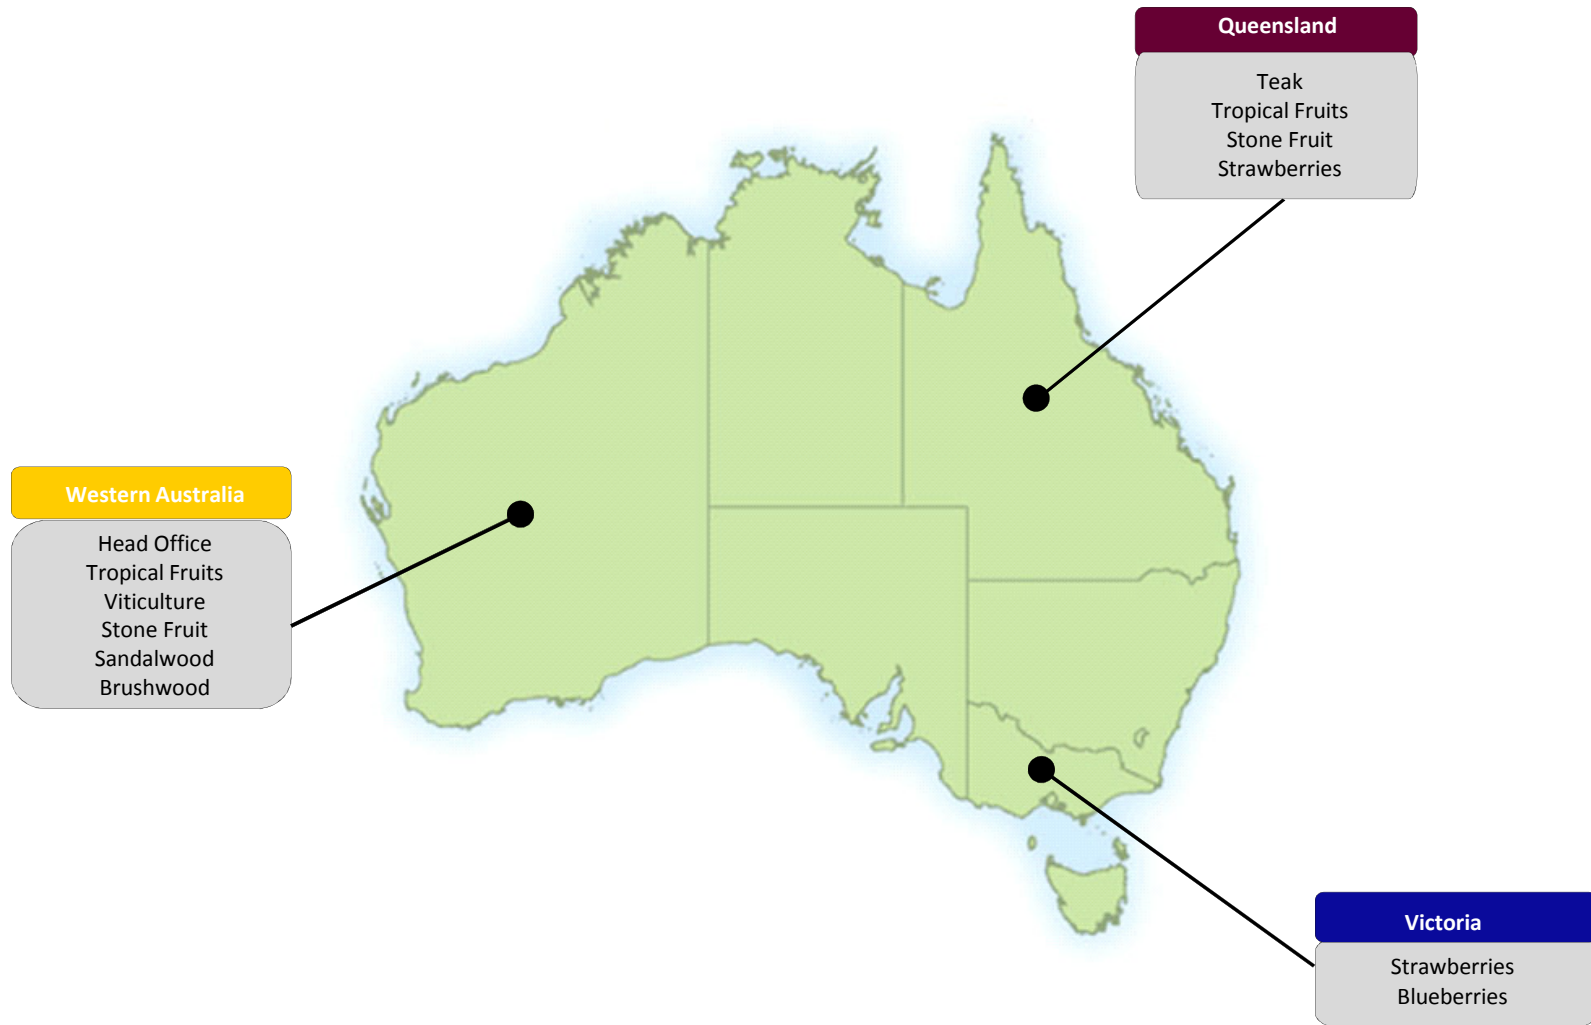 Queensland
Teak
Tropical Fruits
Stone Fruit
Strawberries
Western Australia
Head Office
Tropical Fruits
Viticulture
Stone Fruit
Sandalwood
Brushwood
Victoria
Strawberries
Blueberries